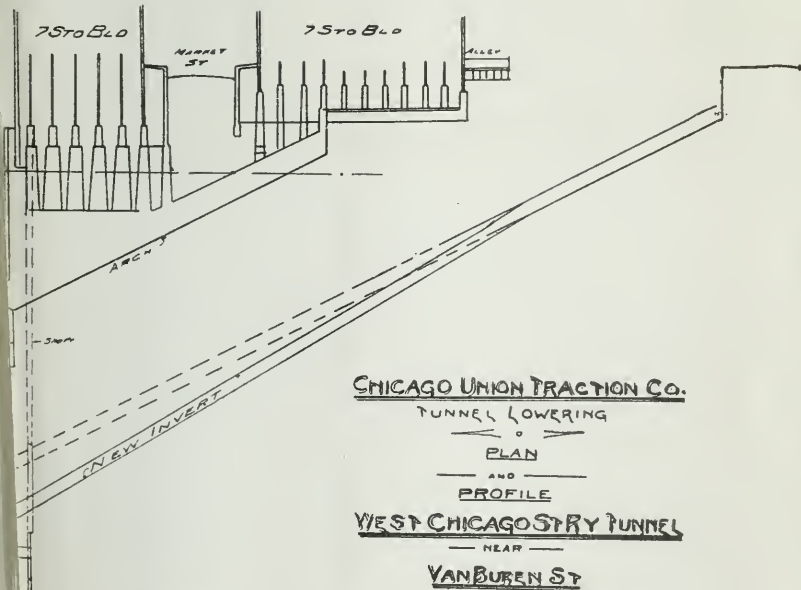 7 STO BLD
MARKET
ST
7 STO BLD
ALLEY
ARCH
NEW INVERT
CHICAGO UNION TRACTION CO.
TUNNEL LOWERING
PLAN
AND
PROFILE
WEST CHICAGO ST RY TUNNEL
NEAR
VAN BUREN ST